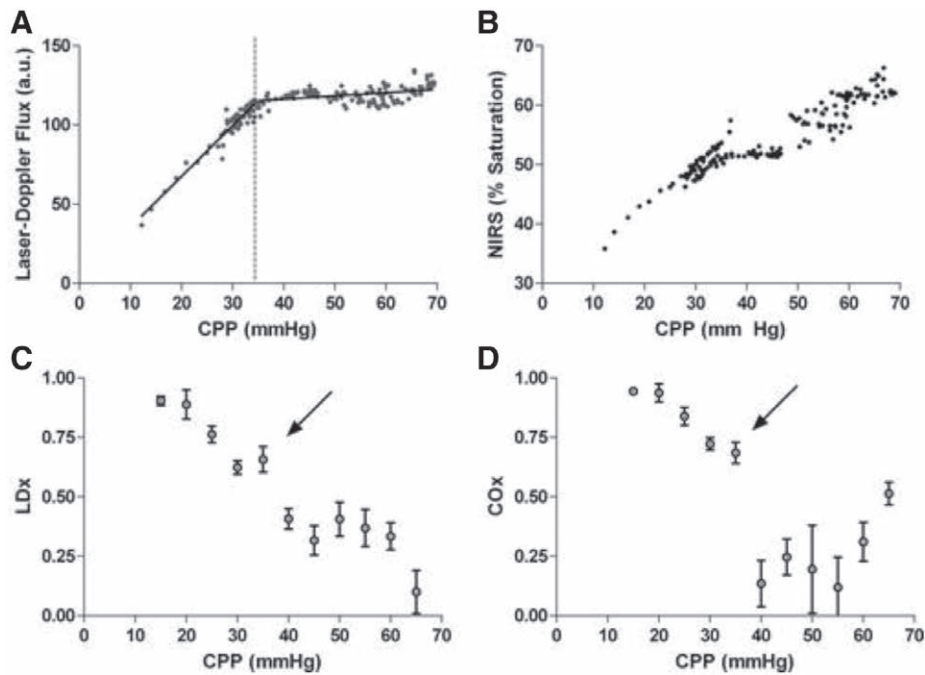 A
Laser-Doppler Flux (a.u.)
150
100
50
0
0 10 20 30 40 50 60 70
CPP (mmHg)
B
NIRS (% Saturation)
70
60
50
40
30
0 10 20 30 40 50 60 70
CPP (mm Hg)
C
LDx
1.00
0.75
0.50
0.25
0.00
0 10 20 30 40 50 60 70
CPP (mmHg)
D
COx
1.00
0.75
0.50
0.25
0.00
0 10 20 30 40 50 60 70
CPP (mmHg)